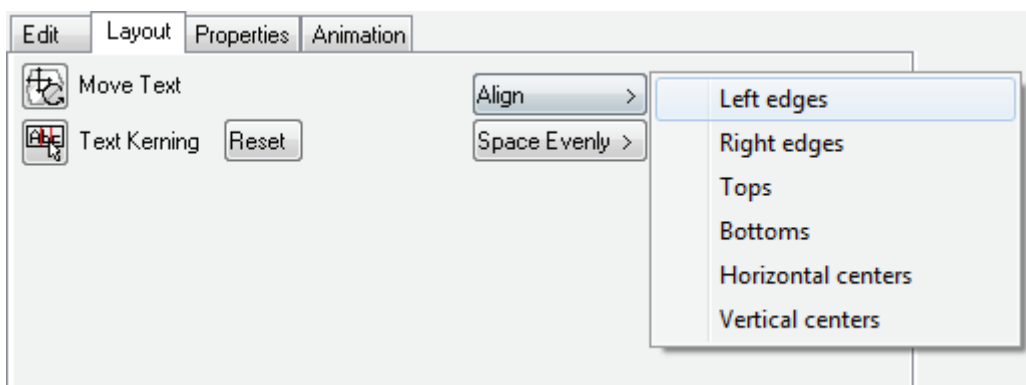 Edit Layout Properties Animation
Move Text
Text Kerning Reset
Align >
Space Evenly >
Left edges
Right edges
Tops
Bottoms
Horizontal centers
Vertical centers